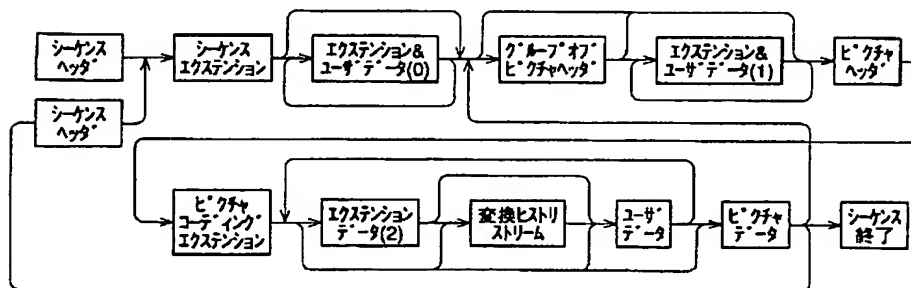 シーケンス
ヘッダ
シーケンス
エクステンション
エクステンション&
ユーザデータ(0)
グループオブ
ピクチャヘッダ
エクステンション&
ユーザデータ(1)
ピクチャ
ヘッダ
シーケンス
ヘッダ
ピクチャ
コーディング
エクステンション
エクステンション
データ(2)
変換ヒストリ
ストリーム
ユーザ
データ
ピクチャ
データ
シーケンス
終了